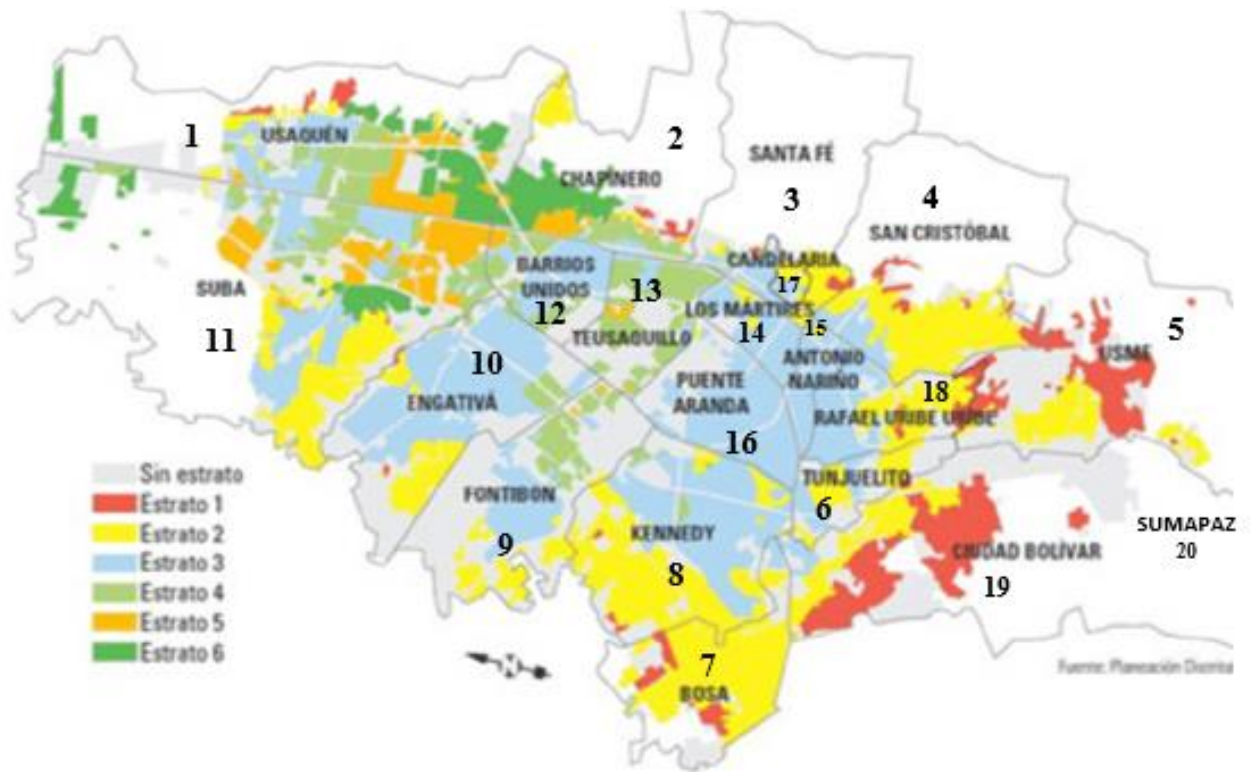 1
USAQUÉN
2
CHAPINERO
SANTA FÉ
3
4
SAN CRISTÓBAL
5
USME
CANDELARIA
17
BARRIOS
UNIDOS
12
13
TEUSAQUILLO
LOS MÁRTIRES
14
15
ANTONIO
NARIÑO
SUBA
11
10
ENGATIVÁ
PUENTE
ARANDA
16
18
RAFAEL URIBE URIBE
TUNJUELITO
6
FONTIBON
9
KENNEDY
8
SUMAPAZ
20
CIUDAD BOLÍVAR
19
7
BOSA
Sin estrato
Estrato 1
Estrato 2
Estrato 3
Estrato 4
Estrato 5
Estrato 6
N
Fuente: Planeación Distrital